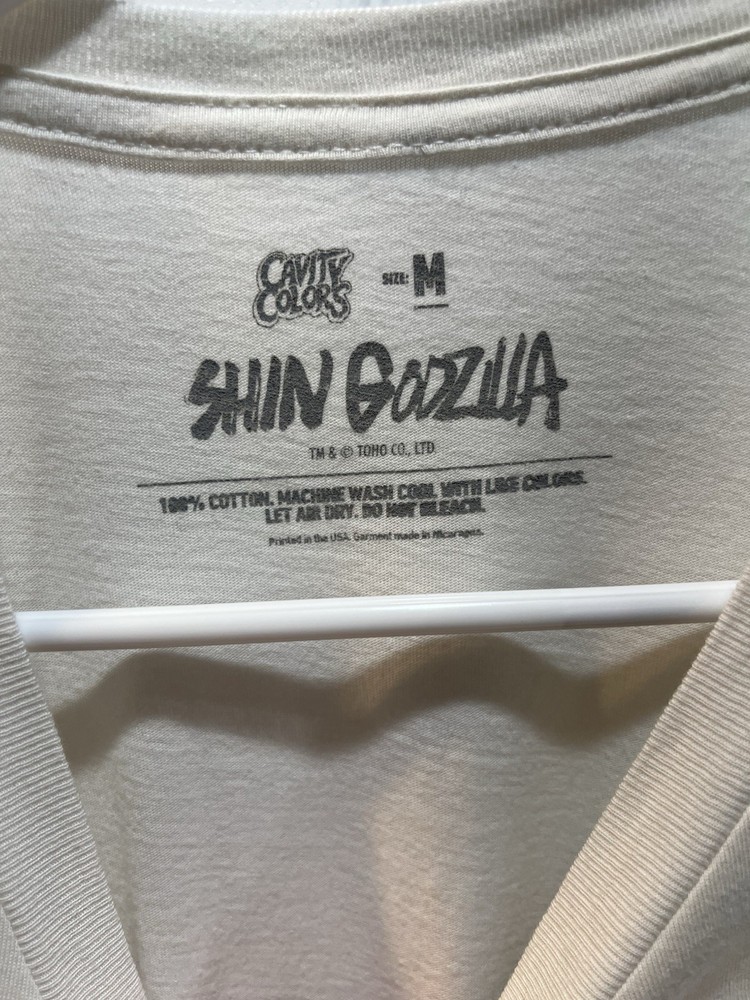 CAVITY COLORS
SIZE: M
SHIN GODZILLA
TM & © TOHO CO., LTD.
100% COTTON. MACHINE WASH COOL WITH LIKE COLORS.
LET AIR DRY. DO NOT BLEACH.
Printed in the USA. Garment made in Nicaragua.